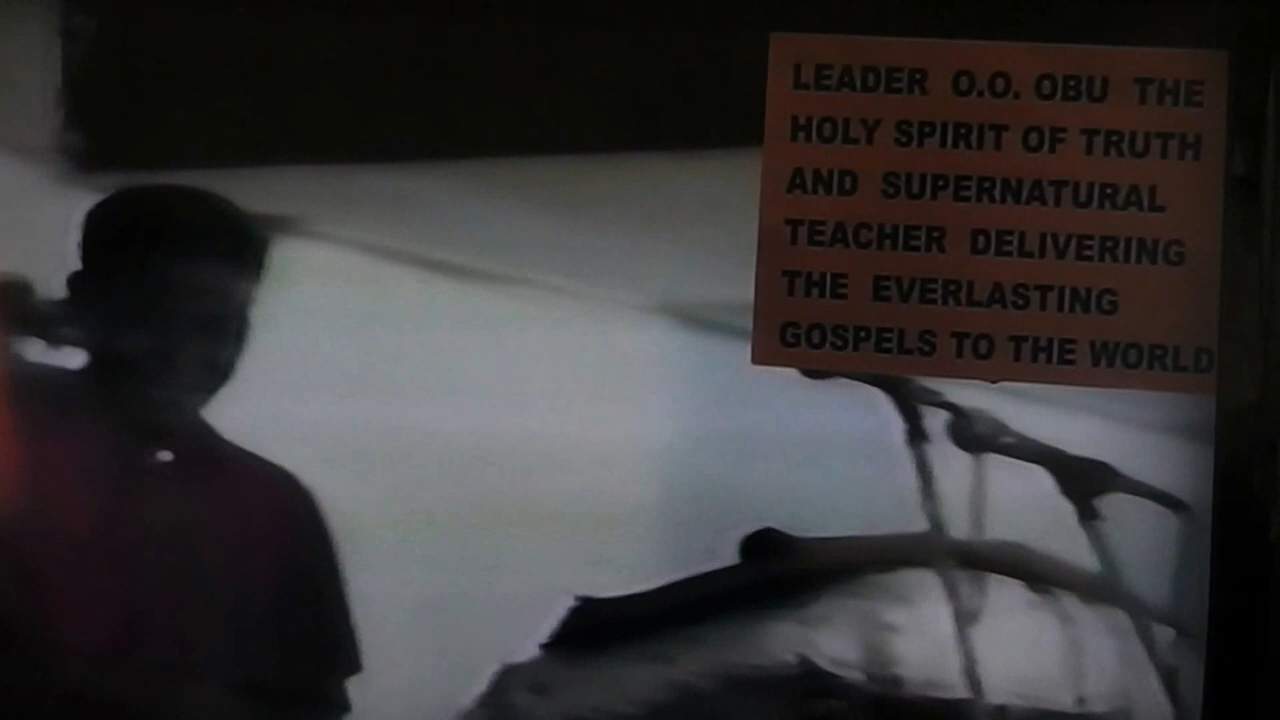 LEADER O.O. OBU THE
HOLY SPIRIT OF TRUTH
AND SUPERNATURAL
TEACHER DELIVERING
THE EVERLASTING
GOSPELS TO THE WORLD